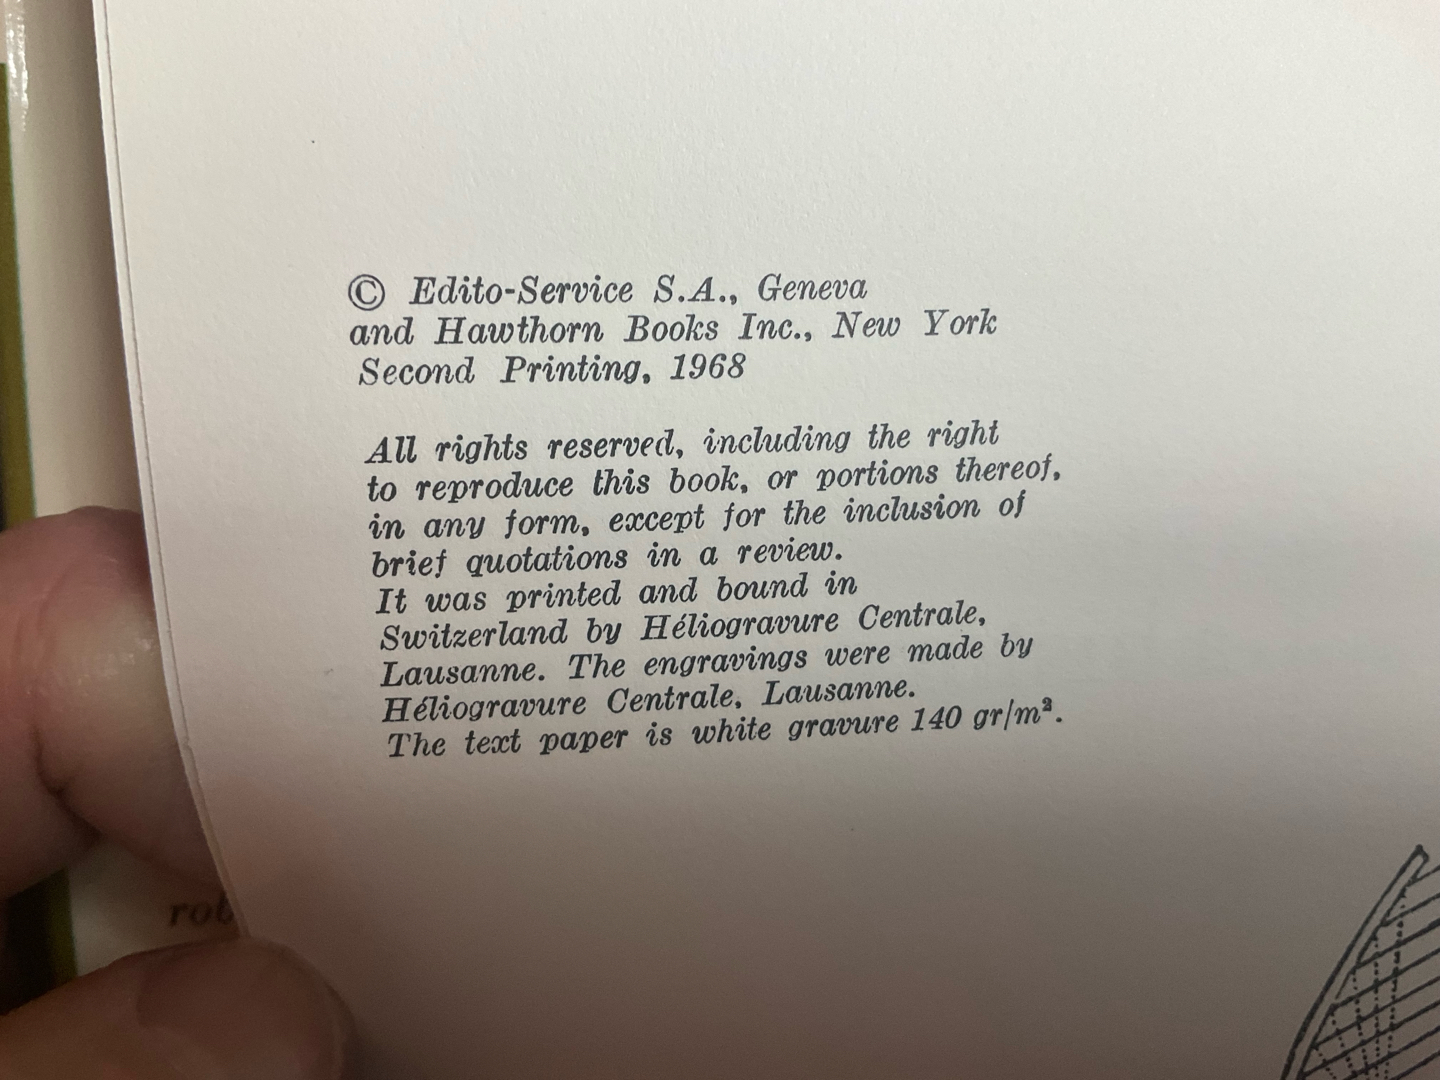 © Edito-Service S.A., Geneva
and Hawthorn Books Inc., New York
Second Printing, 1968
All rights reserved, including the right
to reproduce this book, or portions thereof,
in any form, except for the inclusion of
brief quotations in a review.
It was printed and bound in
Switzerland by Héliogravure Centrale,
Lausanne. The engravings were made by
Héliogravure Centrale, Lausanne.
The text paper is white gravure 140 gr/m².